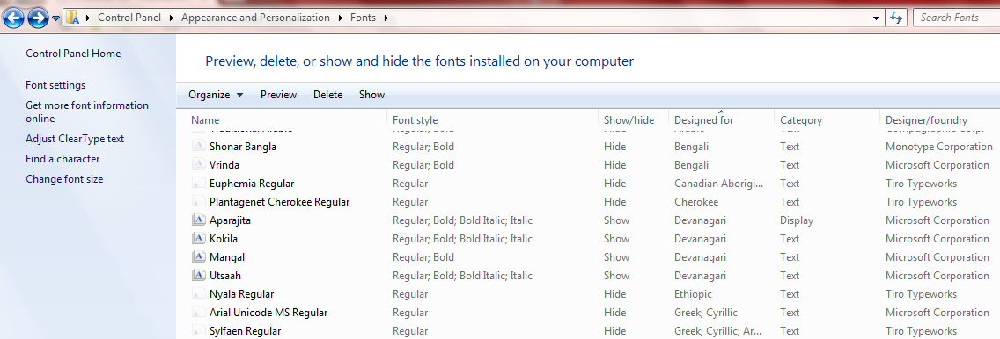 Control Panel Appearance and Personalization Fonts Search Fonts
Control Panel Home
Font settings
Get more font information
online
Adjust ClearType text
Find a character
Change font size
Preview, delete, or show and hide the fonts installed on your computer
Organize Preview Delete Show
Name Font style Show/hide Designed for Category Designer/foundry
Shonar Bangla Regular; Bold Hide Bengali Text Monotype Corporation
Vrinda Regular; Bold Hide Bengali Text Microsoft Corporation
Euphemia Regular Regular Hide Canadian Aborigi... Text Tiro Typeworks
Plantagenet Cherokee Regular Regular Hide Cherokee Text Tiro Typeworks
Aparajita Regular; Bold; Bold Italic; Italic Show Devanagari Display Microsoft Corporation
Kokila Regular; Bold; Bold Italic; Italic Show Devanagari Text Microsoft Corporation
Mangal Regular; Bold Show Devanagari Text Microsoft Corporation
Utsaah Regular; Bold; Bold Italic; Italic Show Devanagari Text Microsoft Corporation
Nyala Regular Regular Hide Ethiopic Text Tiro Typeworks
Arial Unicode MS Regular Regular Hide Greek; Cyrillic Text Microsoft Corporation
Sylfaen Regular Regular Hide Greek; Cyrillic; Ar... Text Tiro Typeworks